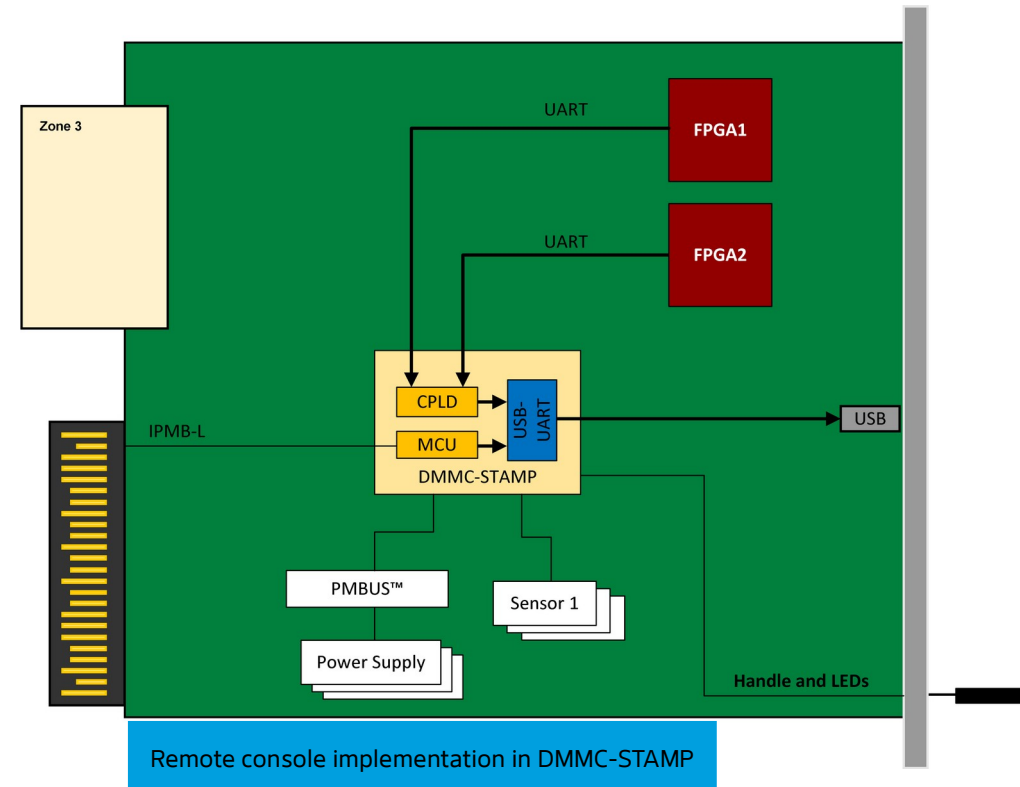 Zone 3
UART
FPGA1
UART
FPGA2
CPLD
USB-
UART
USB
IPMB-L
MCU
DMMC-STAMP
PMBUS™
Sensor 1
Power Supply
Handle and LEDs
Remote console implementation in DMMC-STAMP